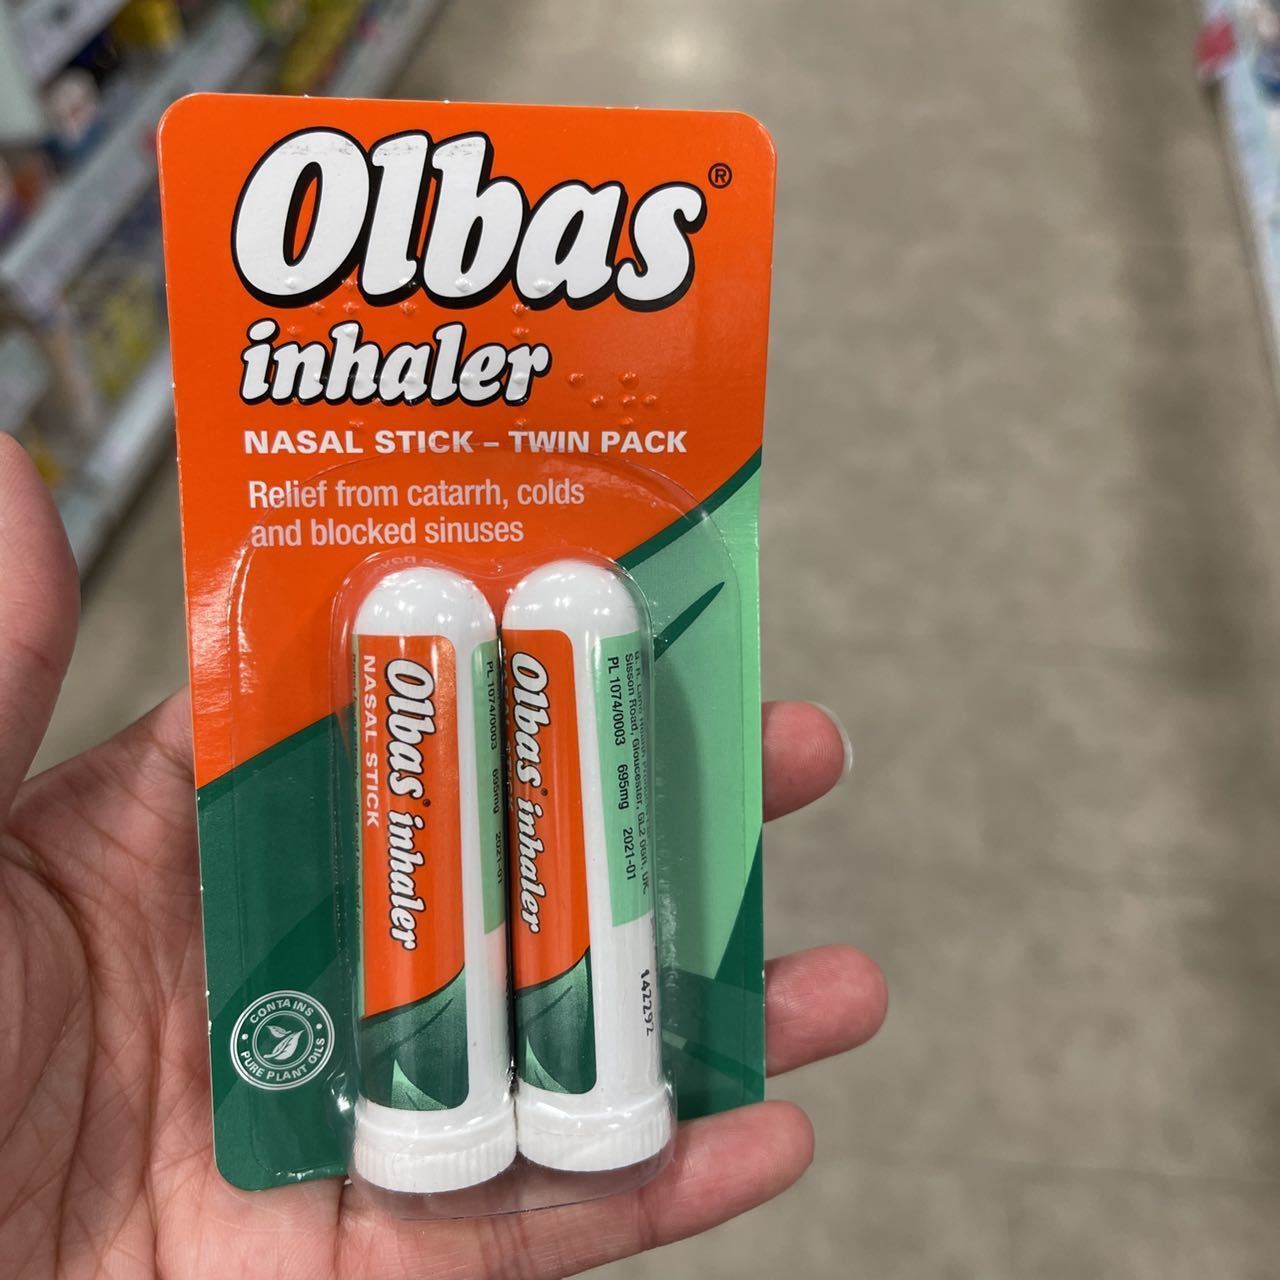 Olbas®
inhaler
NASAL STICK – TWIN PACK
Relief from catarrh, colds
and blocked sinuses
Olbas® inhaler
NASAL STICK
PL 1074/0003 695mg 2021-01
Olbas® inhaler
Sisson Road, Gloucester, GL2 0GR, UK.
PL 1074/0003 695mg 2021-01
142292
CONTAINS
PURE PLANT OILS